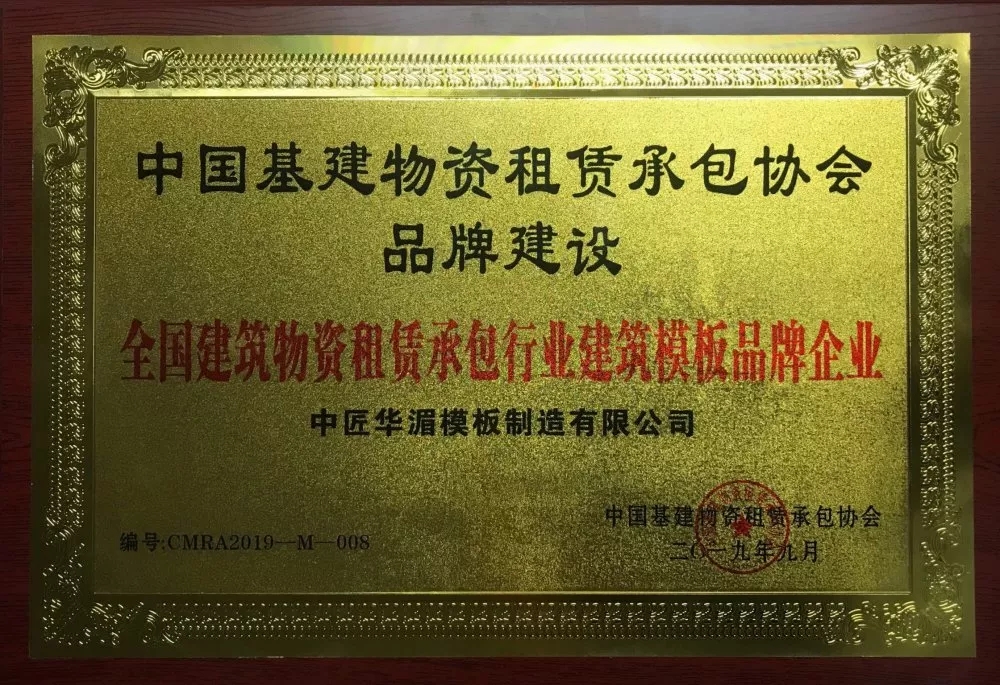 中国基建物资租赁承包协会
品牌建设
全国建筑物资租赁承包行业建筑模板品牌企业
中匠华湄模板制造有限公司
中国基建物资租赁承包协会
编号:CMRA2019--M--008
二〇一九年九月